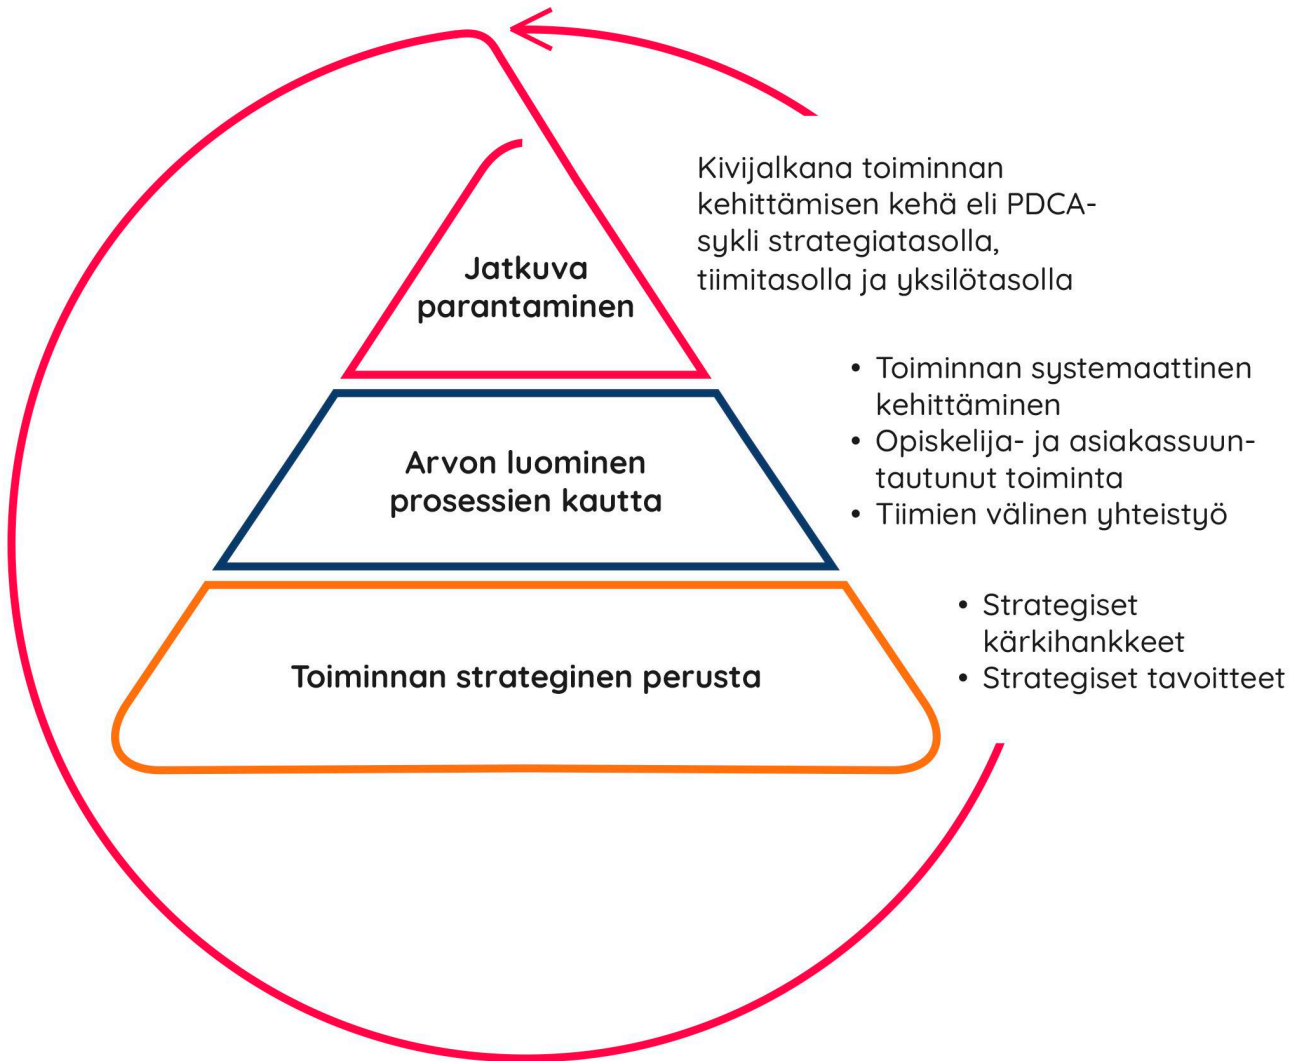 Kivijalkana toiminnan
kehittämisen kehä eli PDCA-
sykli strategiatasolla,
tiimitasolla ja yksilötasolla
Jatkuva
parantaminen
• Toiminnan systemaattinen
kehittäminen
• Opiskelija- ja asiakassuun-
tautunut toiminta
• Tiimien välinen yhteistyö
Arvon luominen
prosessien kautta
• Strategiset
kärkihankkeet
• Strategiset tavoitteet
Toiminnan strateginen perusta